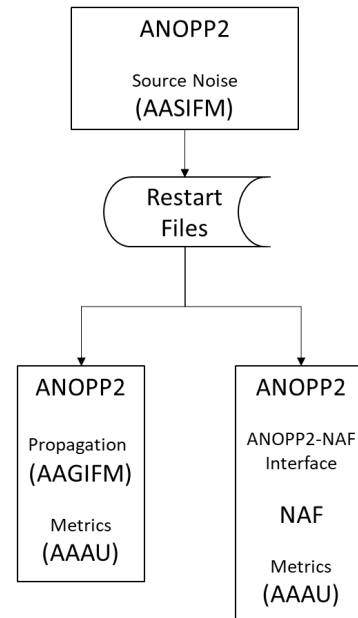 ANOPP2
Source Noise
(AASIFM)
Restart
Files
ANOPP2
Propagation
(AAGIFM)
Metrics
(AAAU)
ANOPP2
ANOPP2-NAF
Interface
NAF
Metrics
(AAAU)